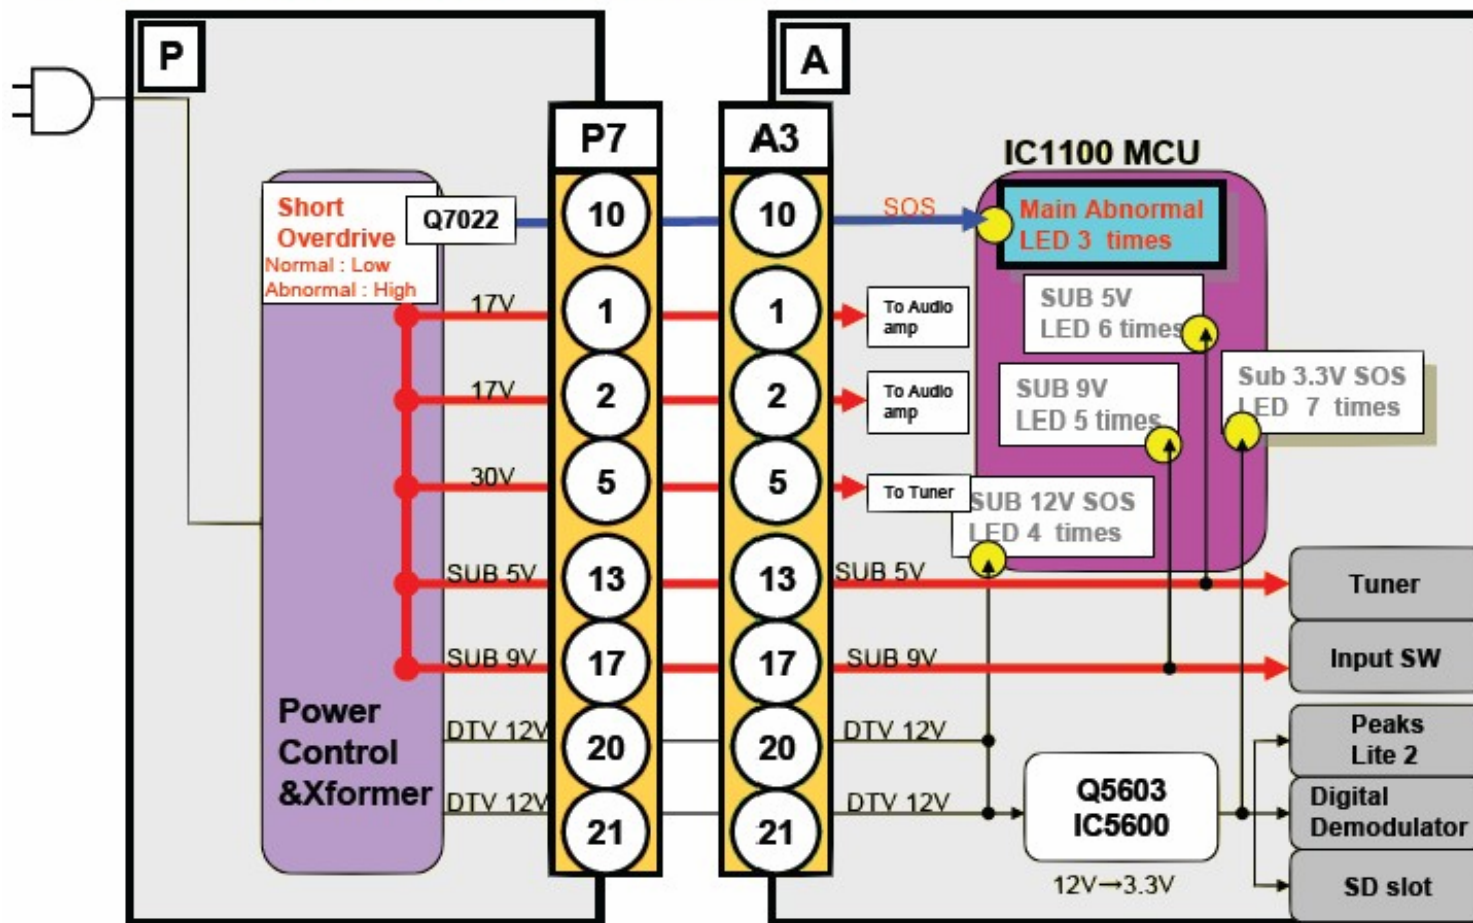 P
A
P7
A3
IC1100 MCU
Short
Overdrive
Normal : Low
Abnormal : High
Q7022
10
10
SOS
Main Abnormal
LED 3 times
17V
1
1
To Audio
amp
SUB 5V
LED 6 times
17V
2
2
To Audio
amp
SUB 9V
LED 5 times
Sub 3.3V SOS
LED 7 times
30V
5
5
To Tuner
SUB 12V SOS
LED 4 times
SUB 5V
13
13
SUB 5V
Tuner
SUB 9V
17
17
SUB 9V
Input SW
Power
Control
&Xformer
DTV 12V
20
20
DTV 12V
Peaks
Lite 2
DTV 12V
21
21
DTV 12V
Q5603
IC5600
12V→3.3V
Digital
Demodulator
SD slot